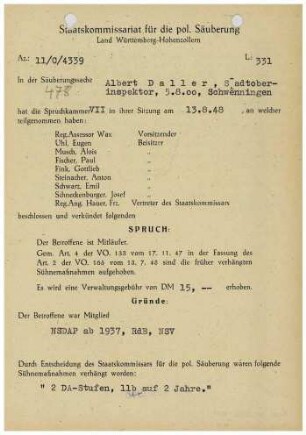 Staatskommissariat für die pol. Säuberung
Land Württemberg-Hohenzollern
Az.: 11/C/4339 L: 331
In der Säuberungssache Albert Daller, Stadtober-
478 inspektor, 5.8.00, Schwenningen
hat die Spruchkammer VII in ihrer Sitzung am 13.8.48, an welcher
teilgenommen haben:
Reg.Assessor Wax Vorsitzender
Uhl, Eugen Beisitzer
Musch, Alois "
Fischer, Paul "
Fink, Gottlieb "
Steinacher, Anton "
Schwart, Emil "
Schneckenburger, Josef "
Reg.Ang. Hauer, Fri. Vertreter des Staatskommissars
beschlossen und verkündet folgenden
SPRUCH:
Der Betroffene ist Mitläufer.
Gem. Art. 4 der VO. 133 vom 17. 11. 47 in der Fassung des
Art. 2 der VO. 165 vom 13. 7. 48 sind die früher verhängten
Sühnemaßnahmen aufgehoben.
Es wird eine Verwaltungsgebühr von DM 15, -- erhoben.
Gründe:
Der Betroffene war Mitglied
NSDAP ab 1937, RdB, NSV
Durch Entscheidung des Staatskommissars für die pol. Säuberung waren folgende
Sühnemaßnahmen verhängt worden:
" 2 DA-Stufen, 11b auf 2 Jahre."